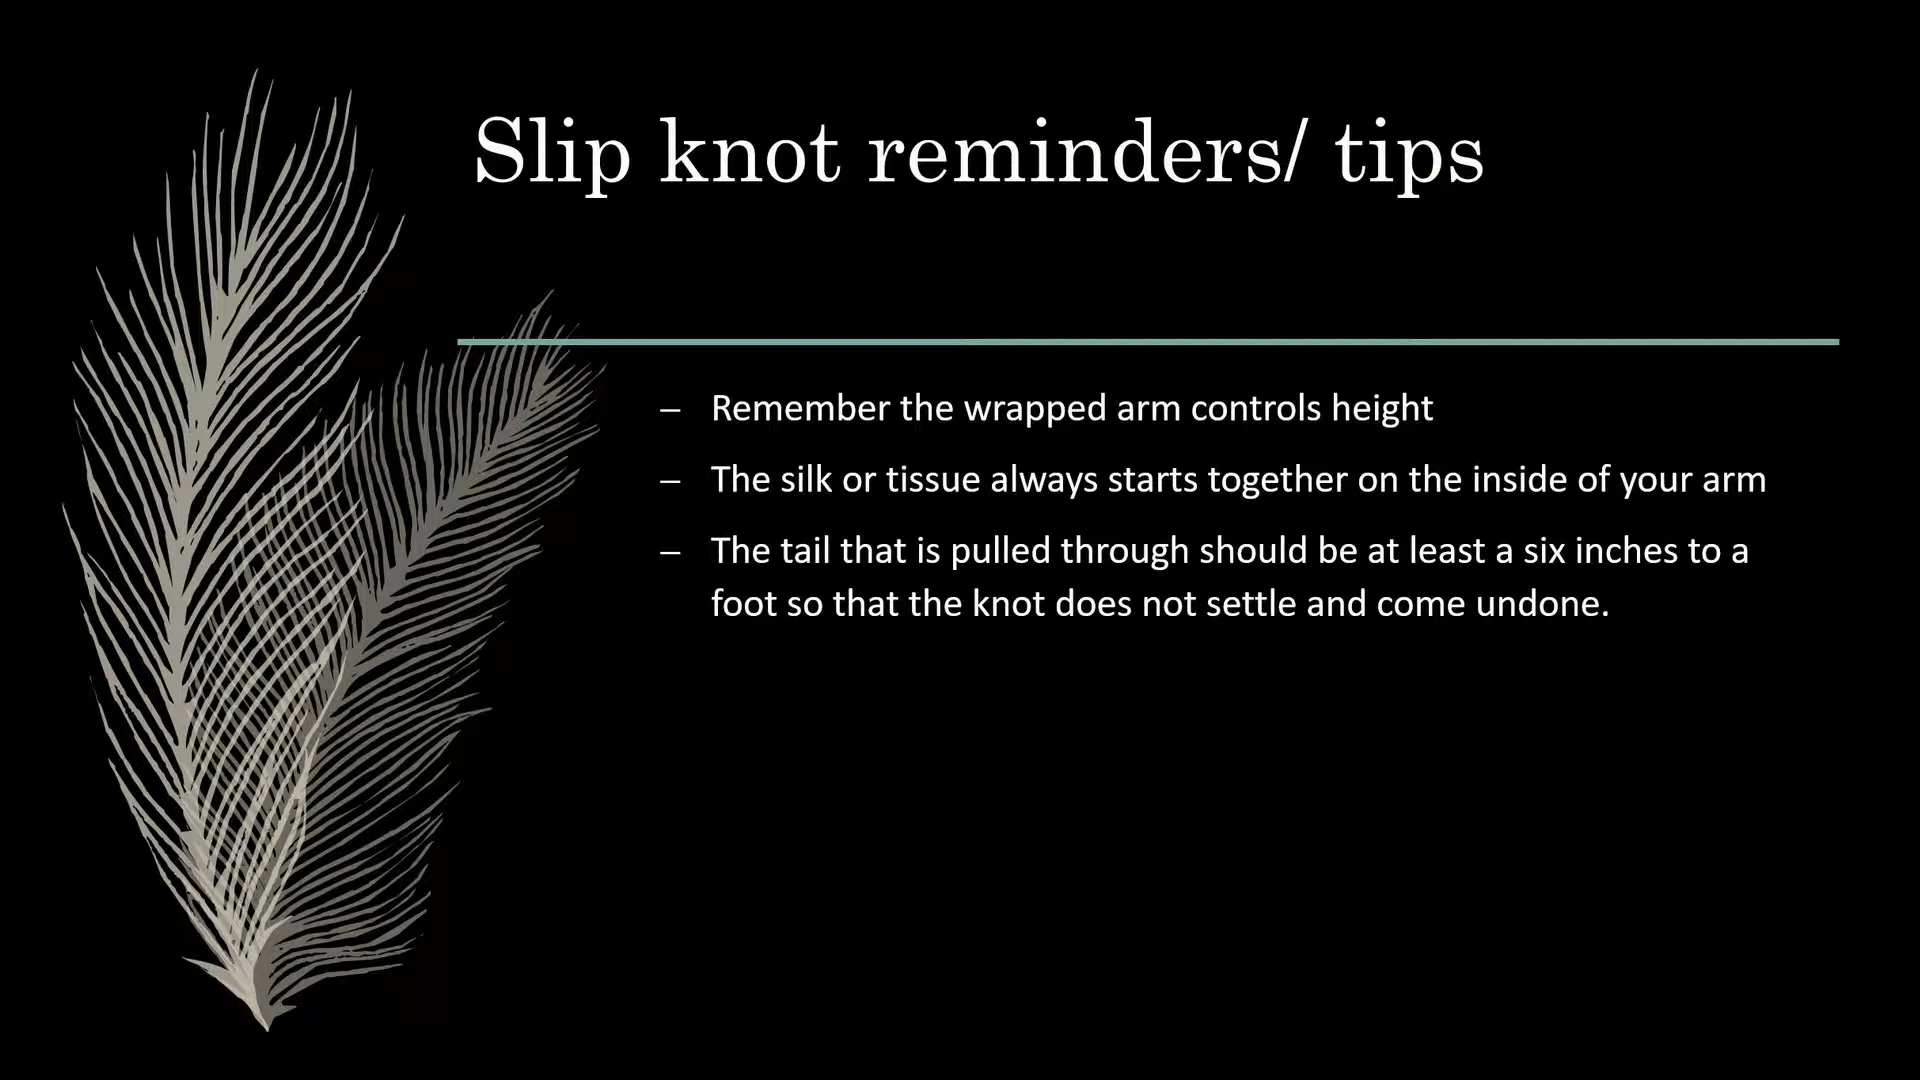 Slip knot reminders/ tips
– Remember the wrapped arm controls height
– The silk or tissue always starts together on the inside of your arm
– The tail that is pulled through should be at least a six inches to a
foot so that the knot does not settle and come undone.